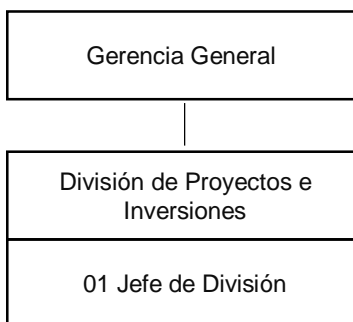 Gerencia General
División de Proyectos e
Inversiones
01 Jefe de División